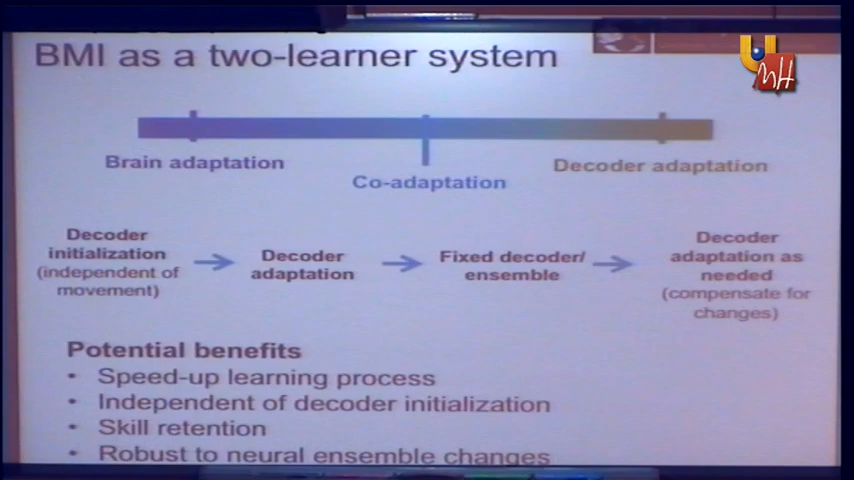 BMI as a two-learner system
Brain adaptation
Co-adaptation
Decoder adaptation
Decoder
initialization
(independent of
movement)
Decoder
adaptation
Fixed decoder/
ensemble
Decoder
adaptation as
needed
(compensate for
changes)
Potential benefits
• Speed-up learning process
• Independent of decoder initialization
• Skill retention
• Robust to neural ensemble changes
UMH